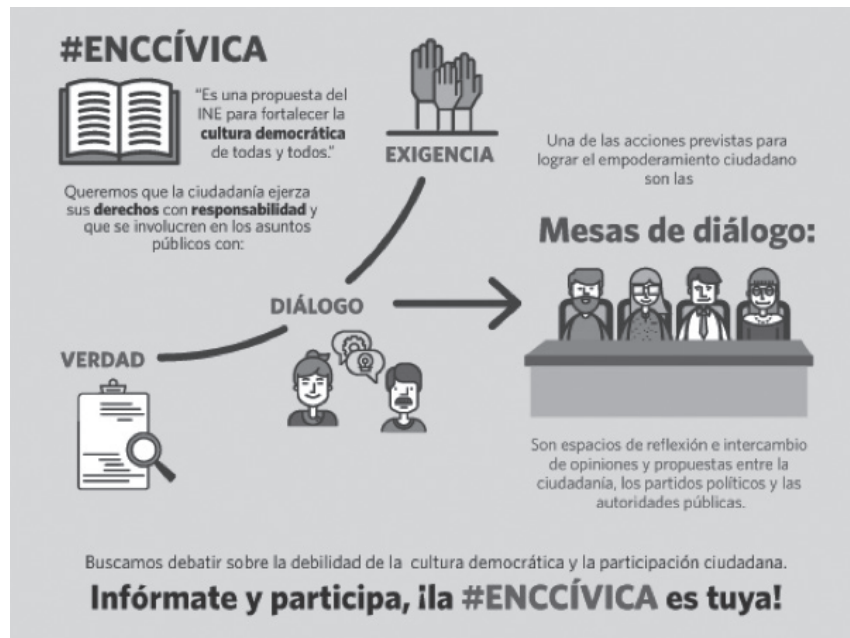 #ENCCÍVICA
"Es una propuesta del
INE para fortalecer la
cultura democrática
de todas y todos."
Queremos que la ciudadanía ejerza
sus derechos con responsabilidad y
que se involucren en los asuntos
públicos con:
EXIGENCIA
DIÁLOGO
VERDAD
Una de las acciones previstas para
lograr el empoderamiento ciudadano
son las
Mesas de diálogo:
Son espacios de reflexión e intercambio
de opiniones y propuestas entre la
ciudadanía, los partidos políticos y las
autoridades públicas.
Buscamos debatir sobre la debilidad de la cultura democrática y la participación ciudadana.
Infórmate y participa, ¡la #ENCCÍVICA es tuya!